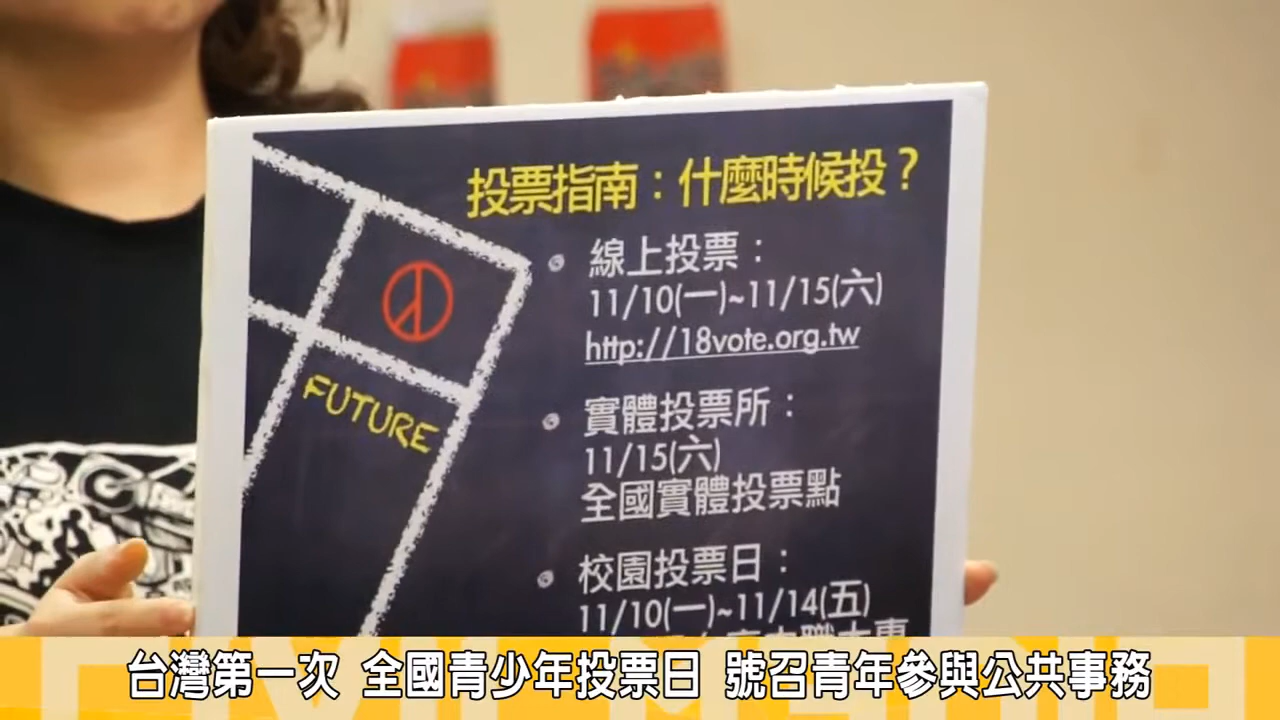 投票指南：什麼時候投？
線上投票：
11/10(一)~11/15(六)
http://18vote.org.tw
FUTURE
實體投票所：
11/15(六)
全國實體投票點
校園投票日：
11/10(一)~11/14(五)
台灣第一次 全國青少年投票日 號召青年參與公共事務